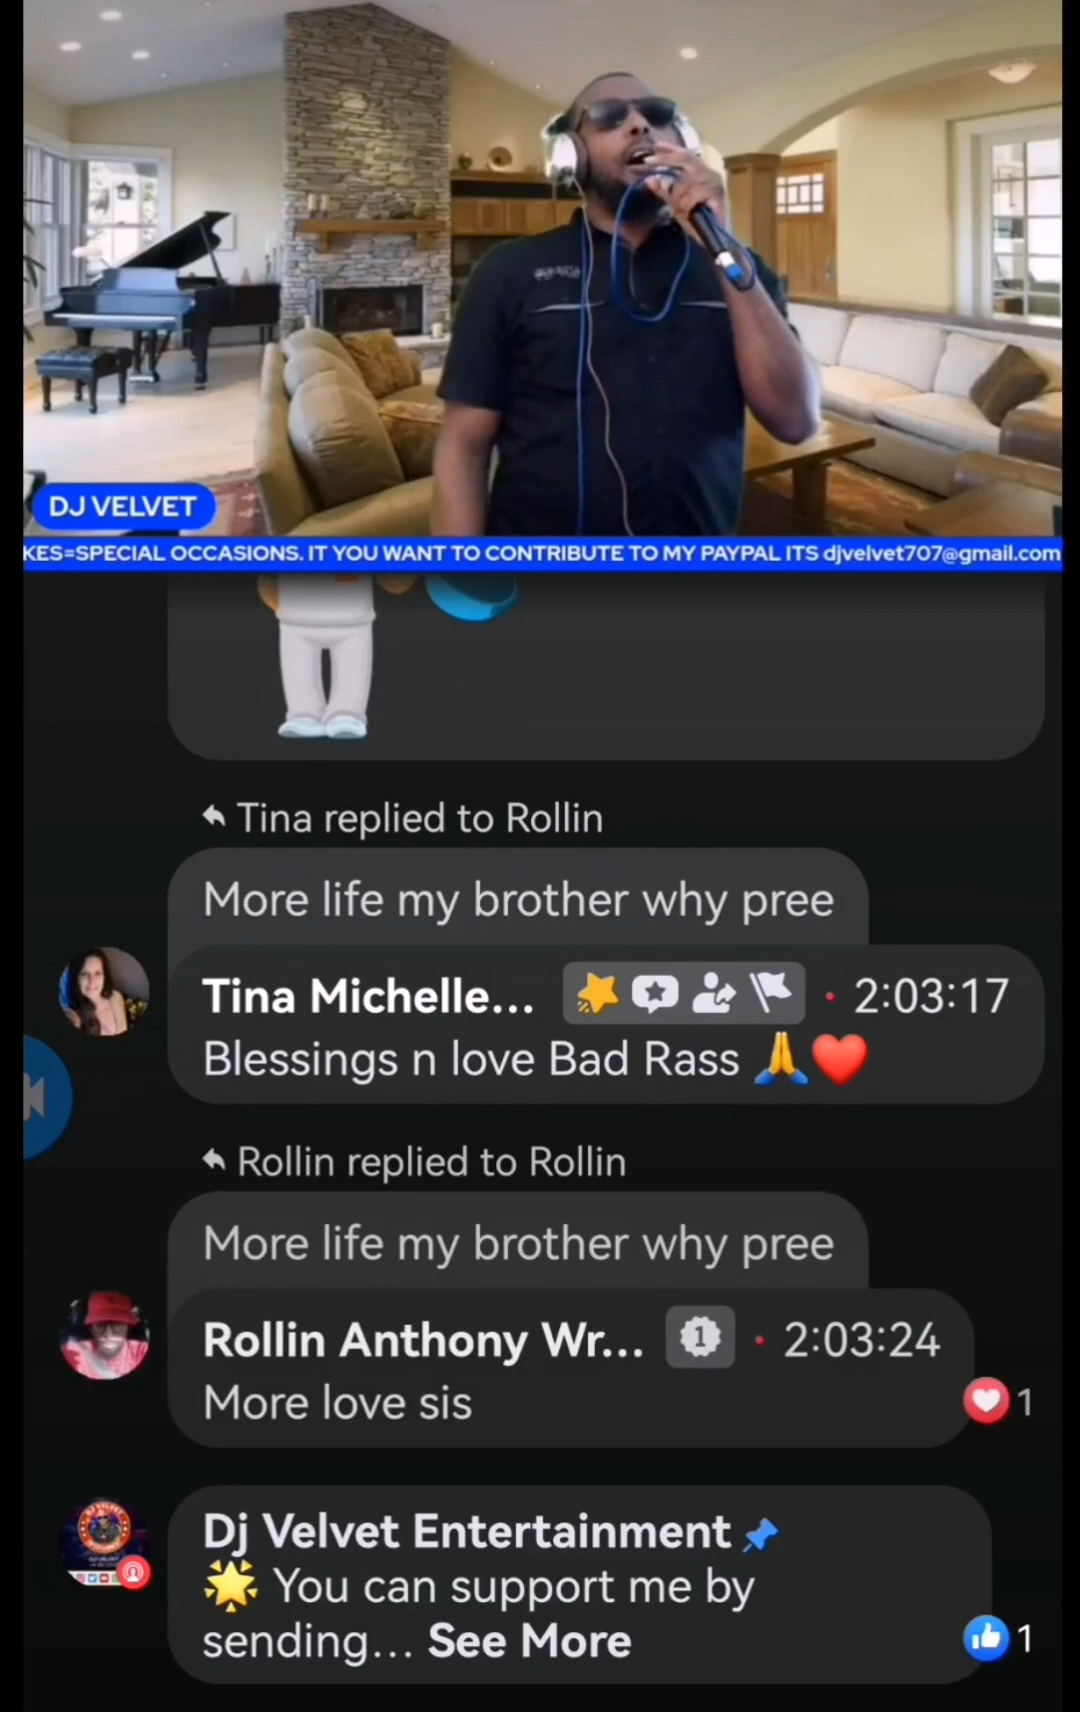 DJ VELVET
KES=SPECIAL OCCASIONS. IT YOU WANT TO CONTRIBUTE TO MY PAYPAL ITS djvelvet707@gmail.com
Tina replied to Rollin
More life my brother why pree
Tina Michelle... · 2:03:17
Blessings n love Bad Rass 🙏❤️
Rollin replied to Rollin
More life my brother why pree
Rollin Anthony Wr... 1 · 2:03:24
More love sis
1
Dj Velvet Entertainment 📌
🌟 You can support me by
sending... See More
1